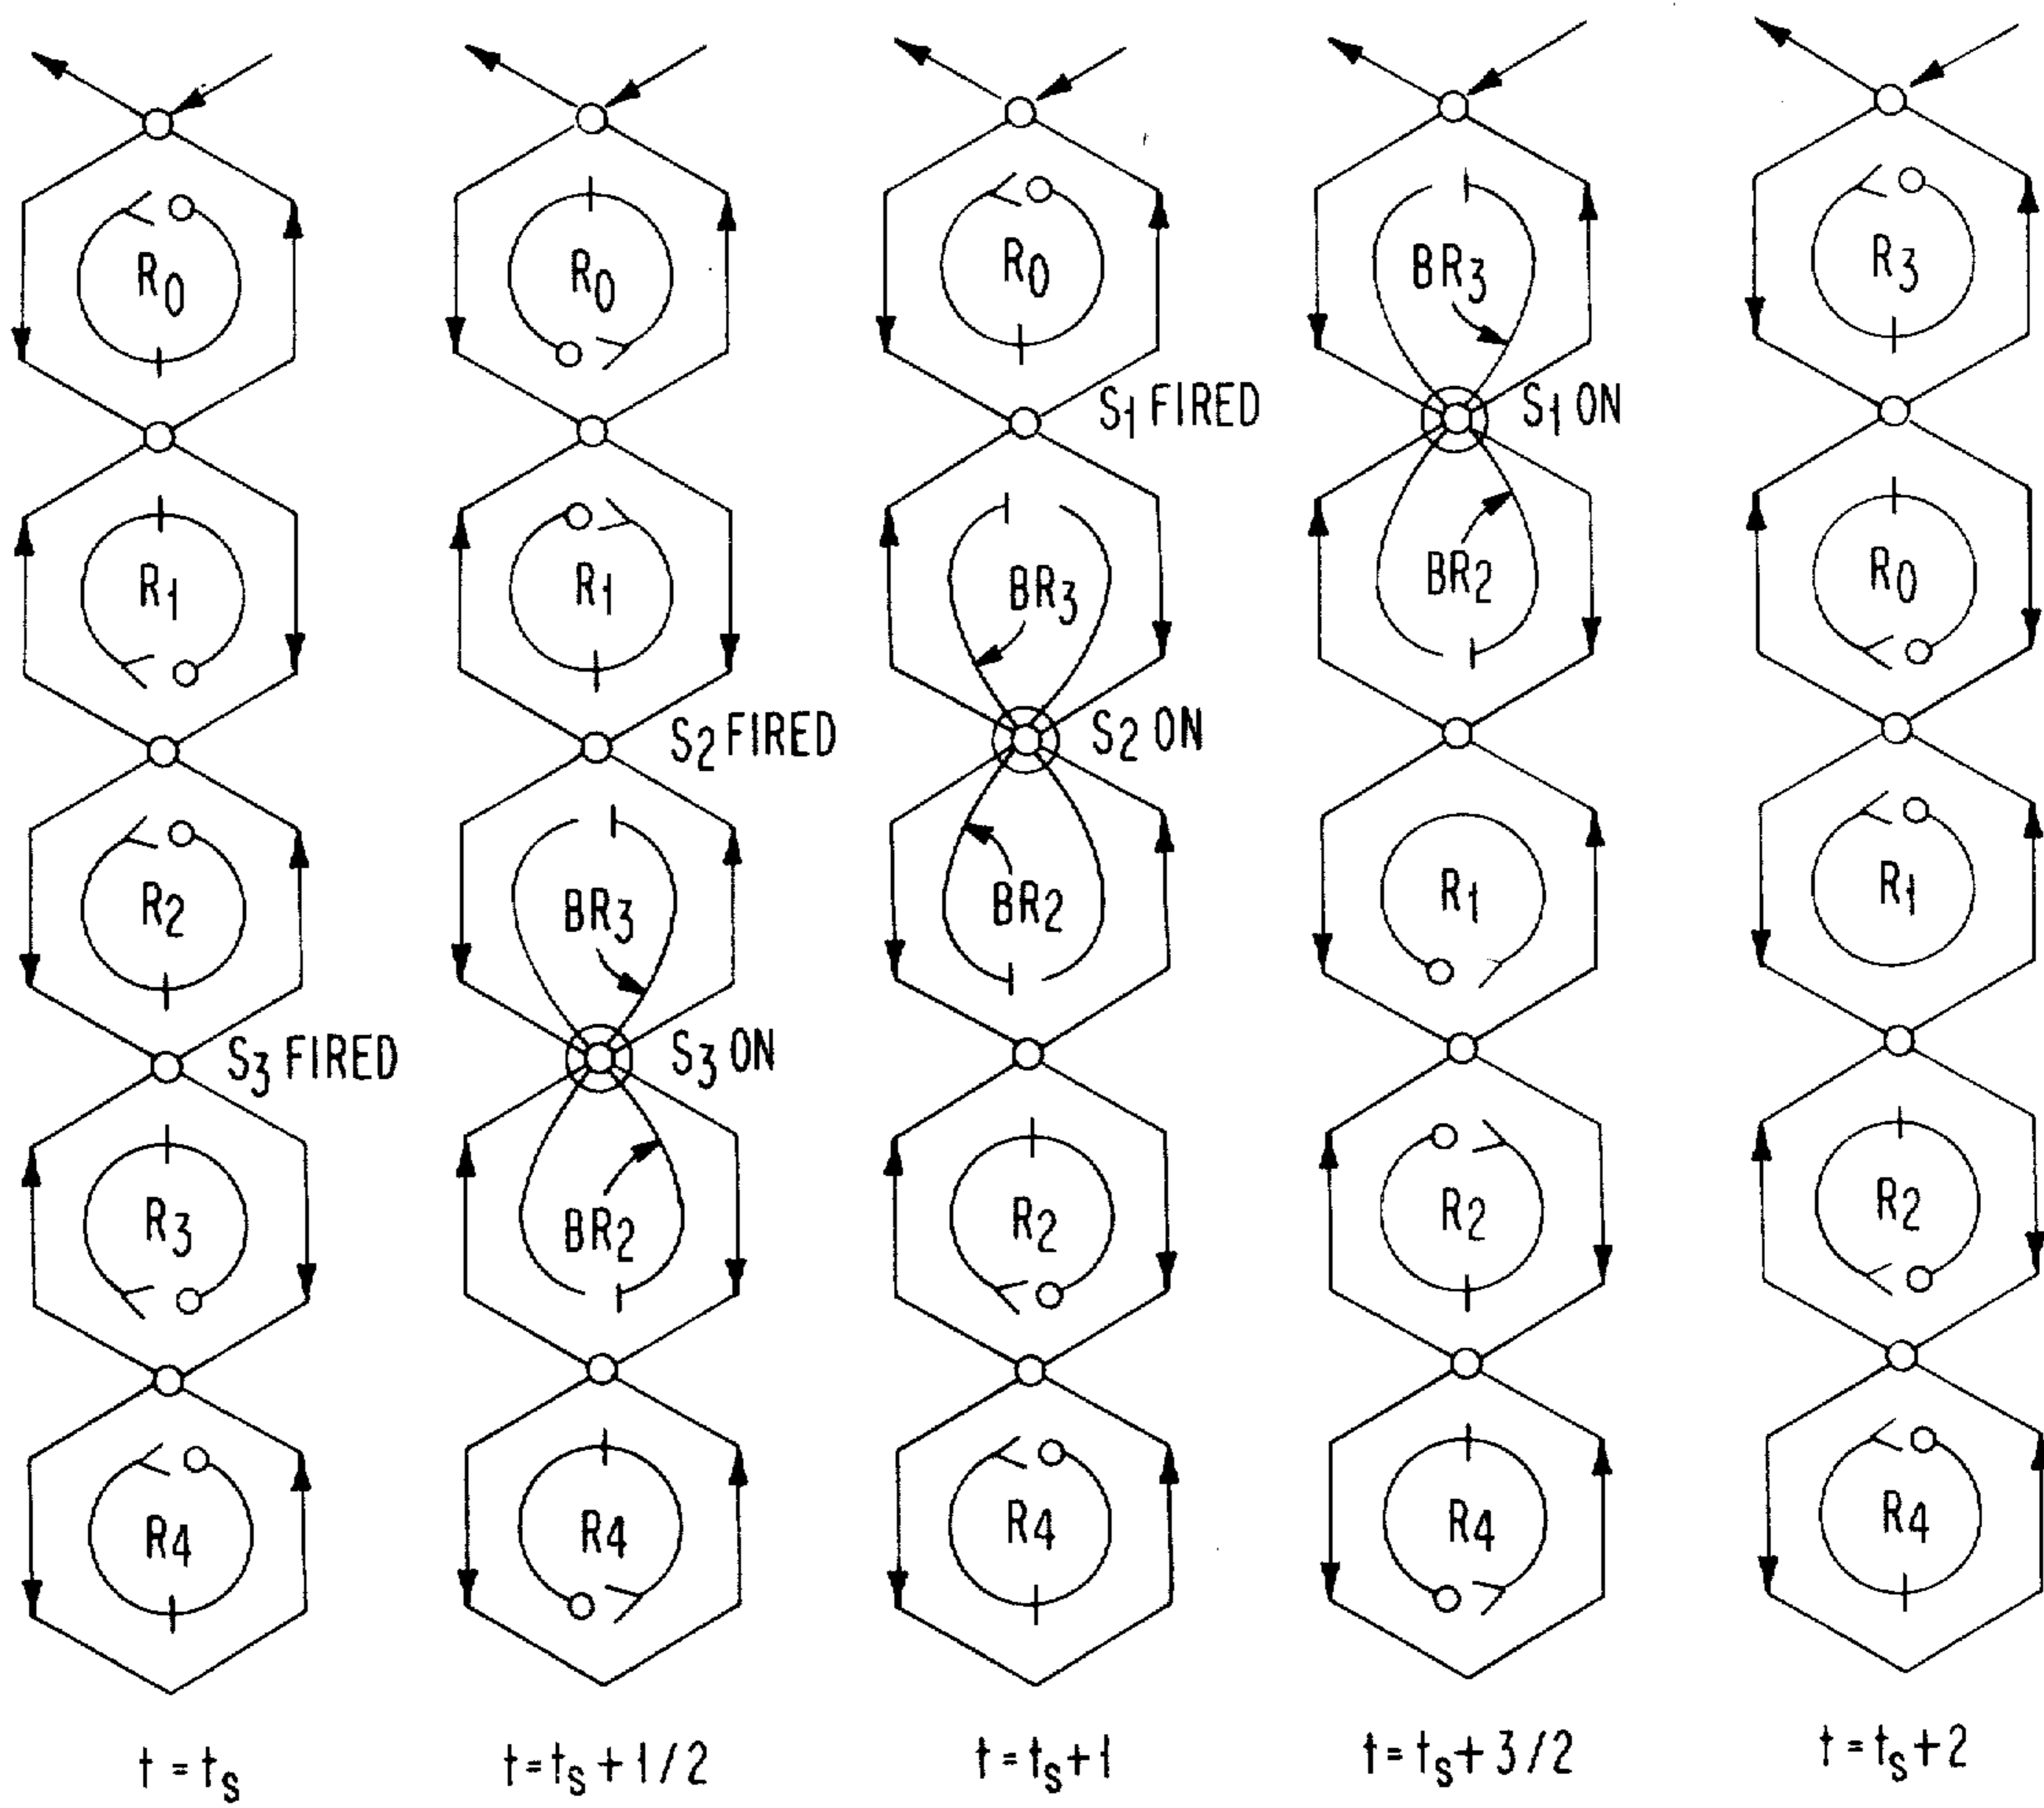 R0
R1
R2
S3 FIRED
R3
R4
t = ts
R0
R1
S2 FIRED
BR3
S3 ON
BR2
R4
t = ts + 1/2
R0
S1 FIRED
BR3
S2 ON
BR2
R2
R4
t = ts + 1
BR3
S1 ON
BR2
R1
R2
R4
t = ts + 3/2
R3
R0
R1
R2
R4
t = ts + 2